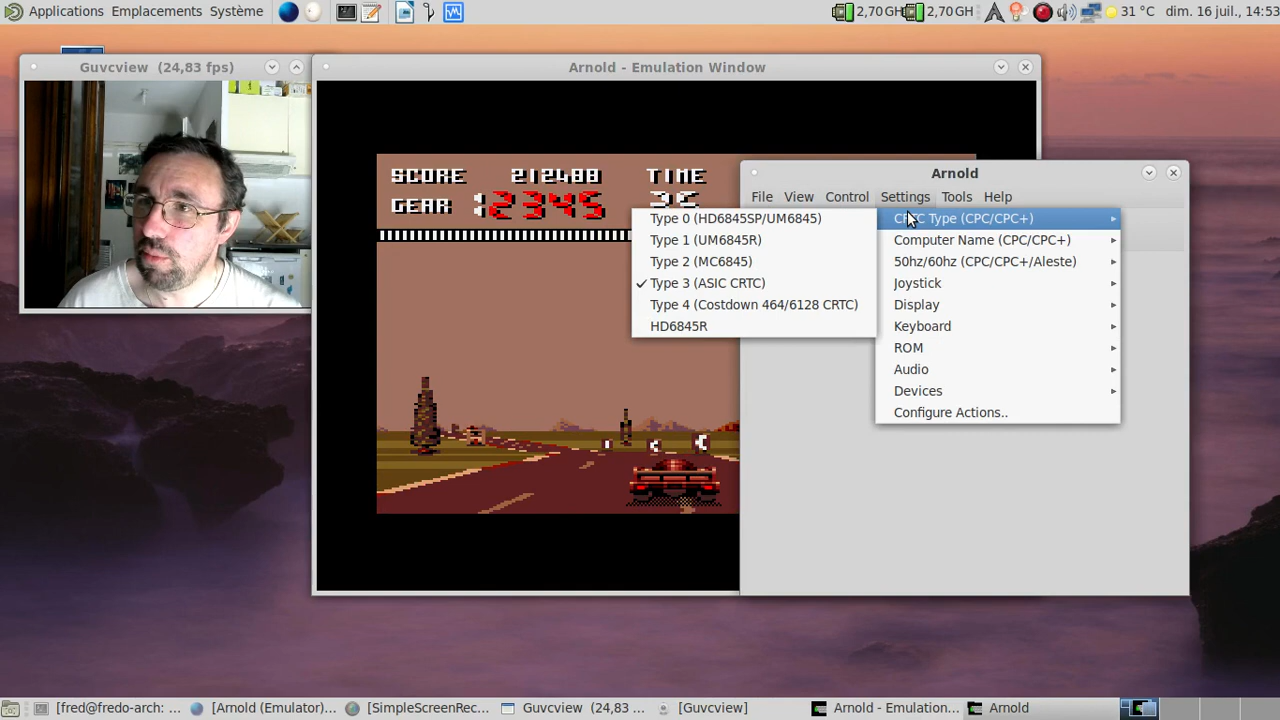 Applications Emplacements Système 2,70GH 2,70GH 31 °C dim. 16 juil., 14:53
Guvcview (24,83 fps)
Arnold - Emulation Window
SCORE 212488 TIME
GEAR :2345 35
Arnold
File View Control Settings Tools Help
Type 0 (HD6845SP/UM6845)
Type 1 (UM6845R)
Type 2 (MC6845)
Type 3 (ASIC CRTC)
Type 4 (Costdown 464/6128 CRTC)
HD6845R
CRTC Type (CPC/CPC+)
Computer Name (CPC/CPC+)
50hz/60hz (CPC/CPC+/Aleste)
Joystick
Display
Keyboard
ROM
Audio
Devices
Configure Actions..
[fred@fredo-arch: ... [Arnold (Emulator)... [SimpleScreenRec... Guvcview (24,83 ... [Guvcview] Arnold - Emulation... Arnold